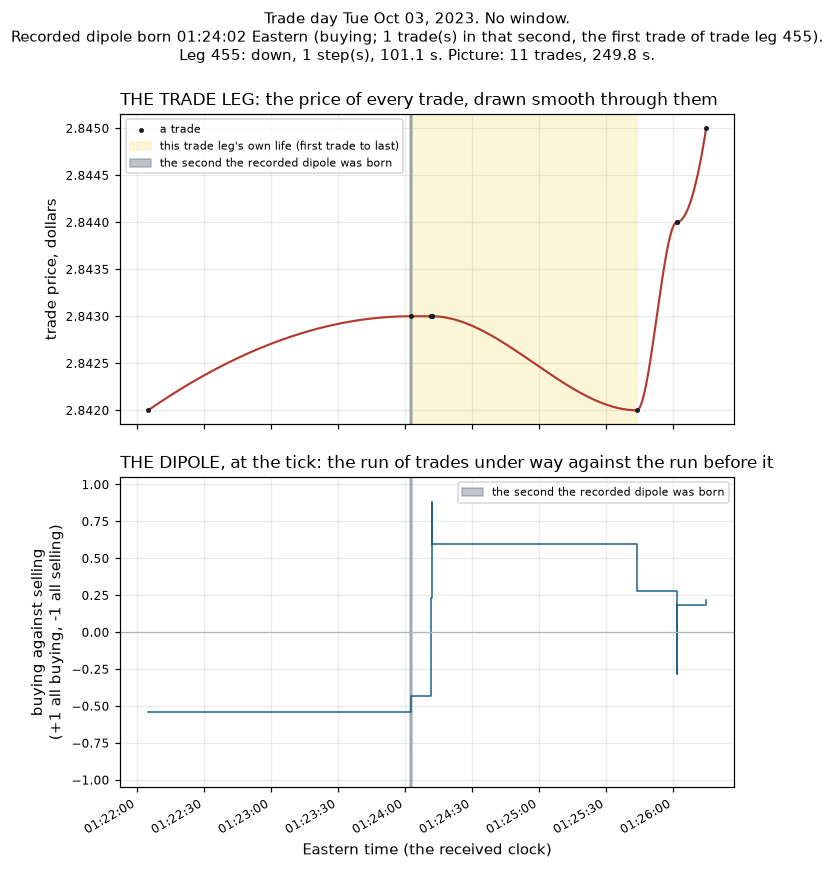 Trade day Tue Oct 03, 2023. No window.
Recorded dipole born 01:24:02 Eastern (buying; 1 trade(s) in that second, the first trade of trade leg 455).
Leg 455: down, 1 step(s), 101.1 s. Picture: 11 trades, 249.8 s.
THE TRADE LEG: the price of every trade, drawn smooth through them
a trade
this trade leg's own life (first trade to last)
the second the recorded dipole was born
trade price, dollars
2.8450
2.8445
2.8440
2.8435
2.8430
2.8425
2.8420
THE DIPOLE, at the tick: the run of trades under way against the run before it
the second the recorded dipole was born
buying against selling
(+1 all buying, -1 all selling)
1.00
0.75
0.50
0.25
0.00
−0.25
−0.50
−0.75
−1.00
01:22:00
01:22:30
01:23:00
01:23:30
01:24:00
01:24:30
01:25:00
01:25:30
01:26:00
Eastern time (the received clock)